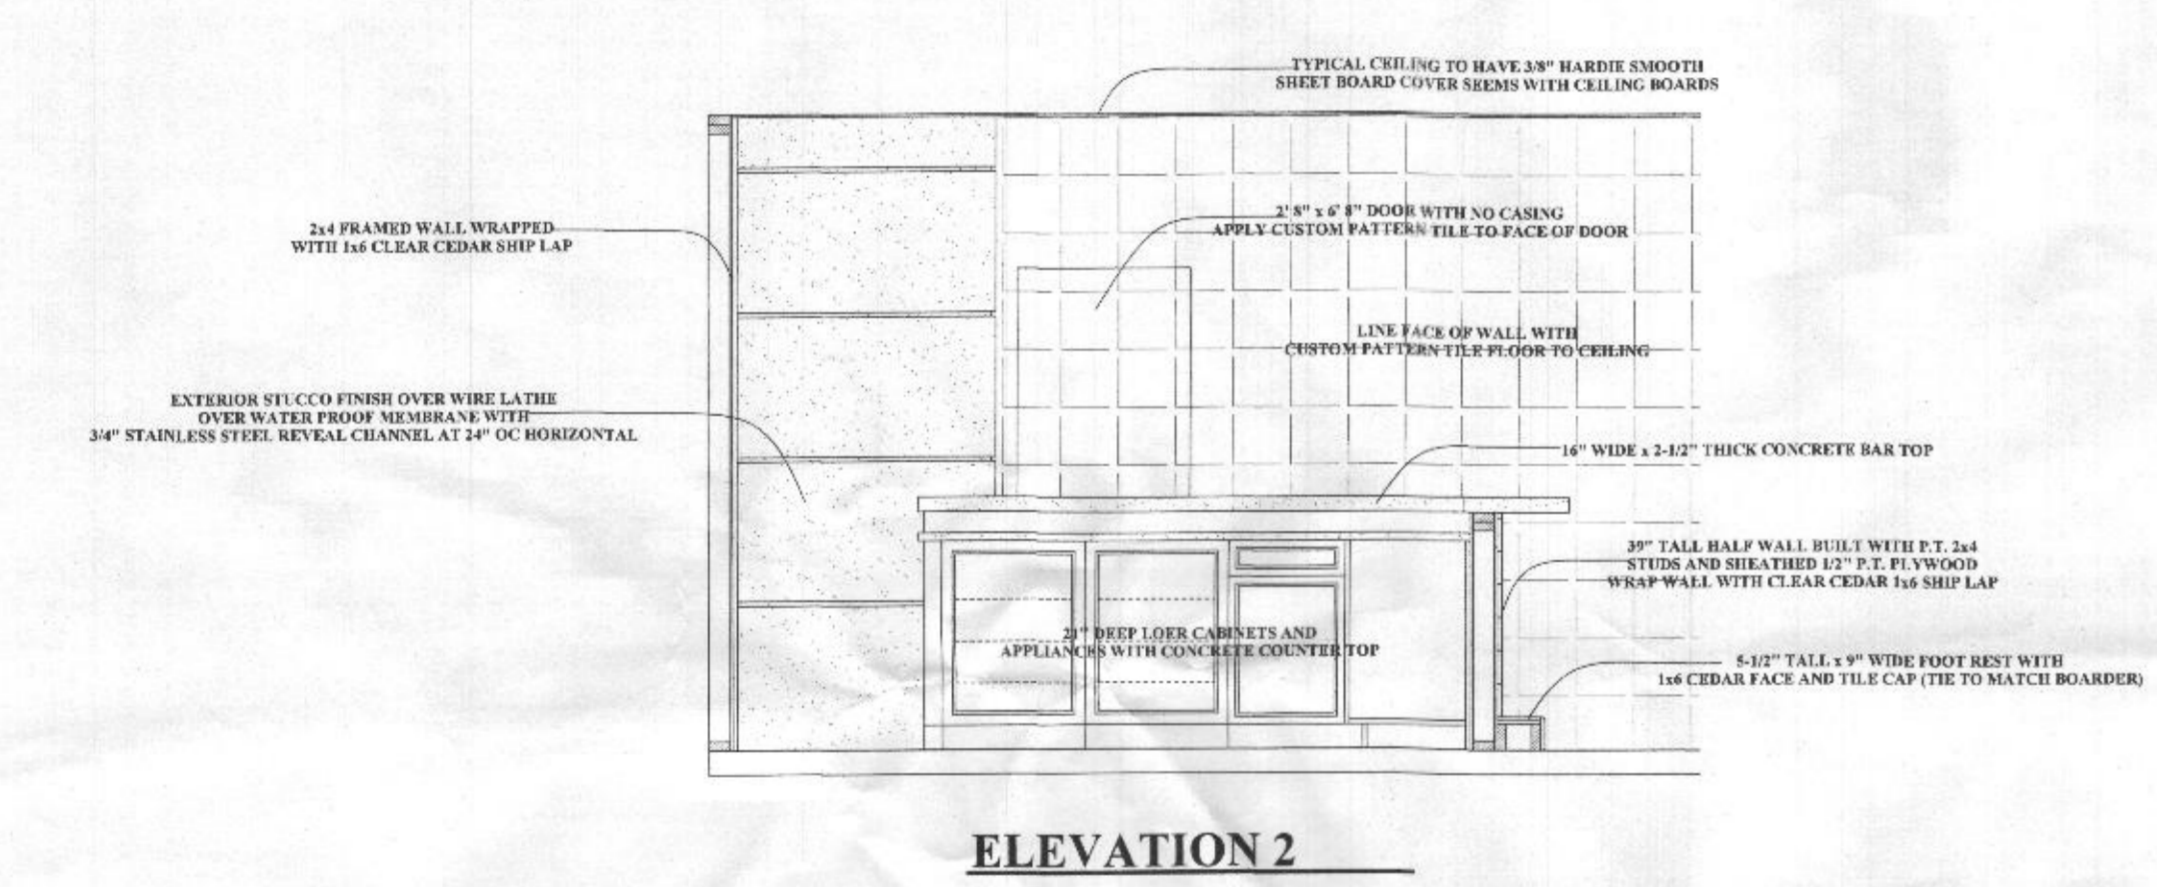 TYPICAL CEILING TO HAVE 3/8" HARDIE SMOOTH
SHEET BOARD COVER SEEMS WITH CEILING BOARDS
2x4 FRAMED WALL WRAPPED
WITH 1x6 CLEAR CEDAR SHIP LAP
2' 8" x 6' 8" DOOR WITH NO CASING
APPLY CUSTOM PATTERN TILE TO FACE OF DOOR
LINE FACE OF WALL WITH
CUSTOM PATTERN TILE FLOOR TO CEILING
EXTERIOR STUCCO FINISH OVER WIRE LATHE
OVER WATER PROOF MEMBRANE WITH
3/4" STAINLESS STEEL REVEAL CHANNEL AT 24" OC HORIZONTAL
16" WIDE x 2-1/2" THICK CONCRETE BAR TOP
39" TALL HALF WALL BUILT WITH P.T. 2x4
STUDS AND SHEATHED 1/2" P.T. PLYWOOD
WRAP WALL WITH CLEAR CEDAR 1x6 SHIP LAP
21" DEEP LOER CABINETS AND
APPLIANCES WITH CONCRETE COUNTER TOP
5-1/2" TALL x 9" WIDE FOOT REST WITH
1x6 CEDAR FACE AND TILE CAP (TIE TO MATCH BOARDER)
ELEVATION 2